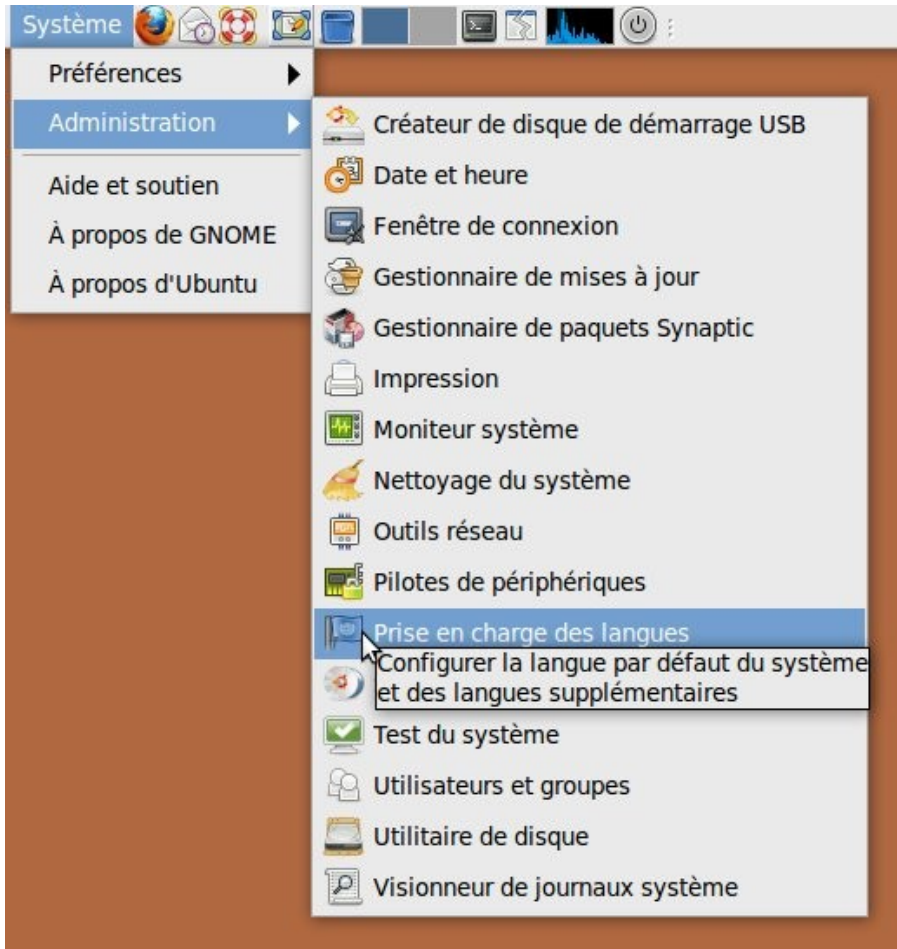 Système
Préférences
Administration
Aide et soutien
À propos de GNOME
À propos d'Ubuntu
Créateur de disque de démarrage USB
Date et heure
Fenêtre de connexion
Gestionnaire de mises à jour
Gestionnaire de paquets Synaptic
Impression
Moniteur système
Nettoyage du système
Outils réseau
Pilotes de périphériques
Prise en charge des langues
Configurer la langue par défaut du système
et des langues supplémentaires
Test du système
Utilisateurs et groupes
Utilitaire de disque
Visionneur de journaux système